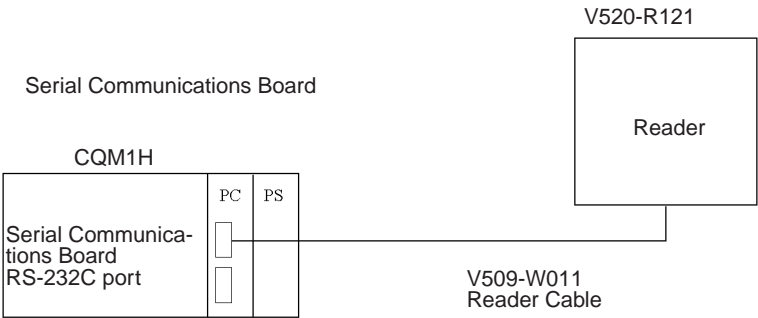 V520-R121
Serial Communications Board
Reader
CQM1H
PC PS
Serial Communica-
tions Board
RS-232C port
V509-W011
Reader Cable